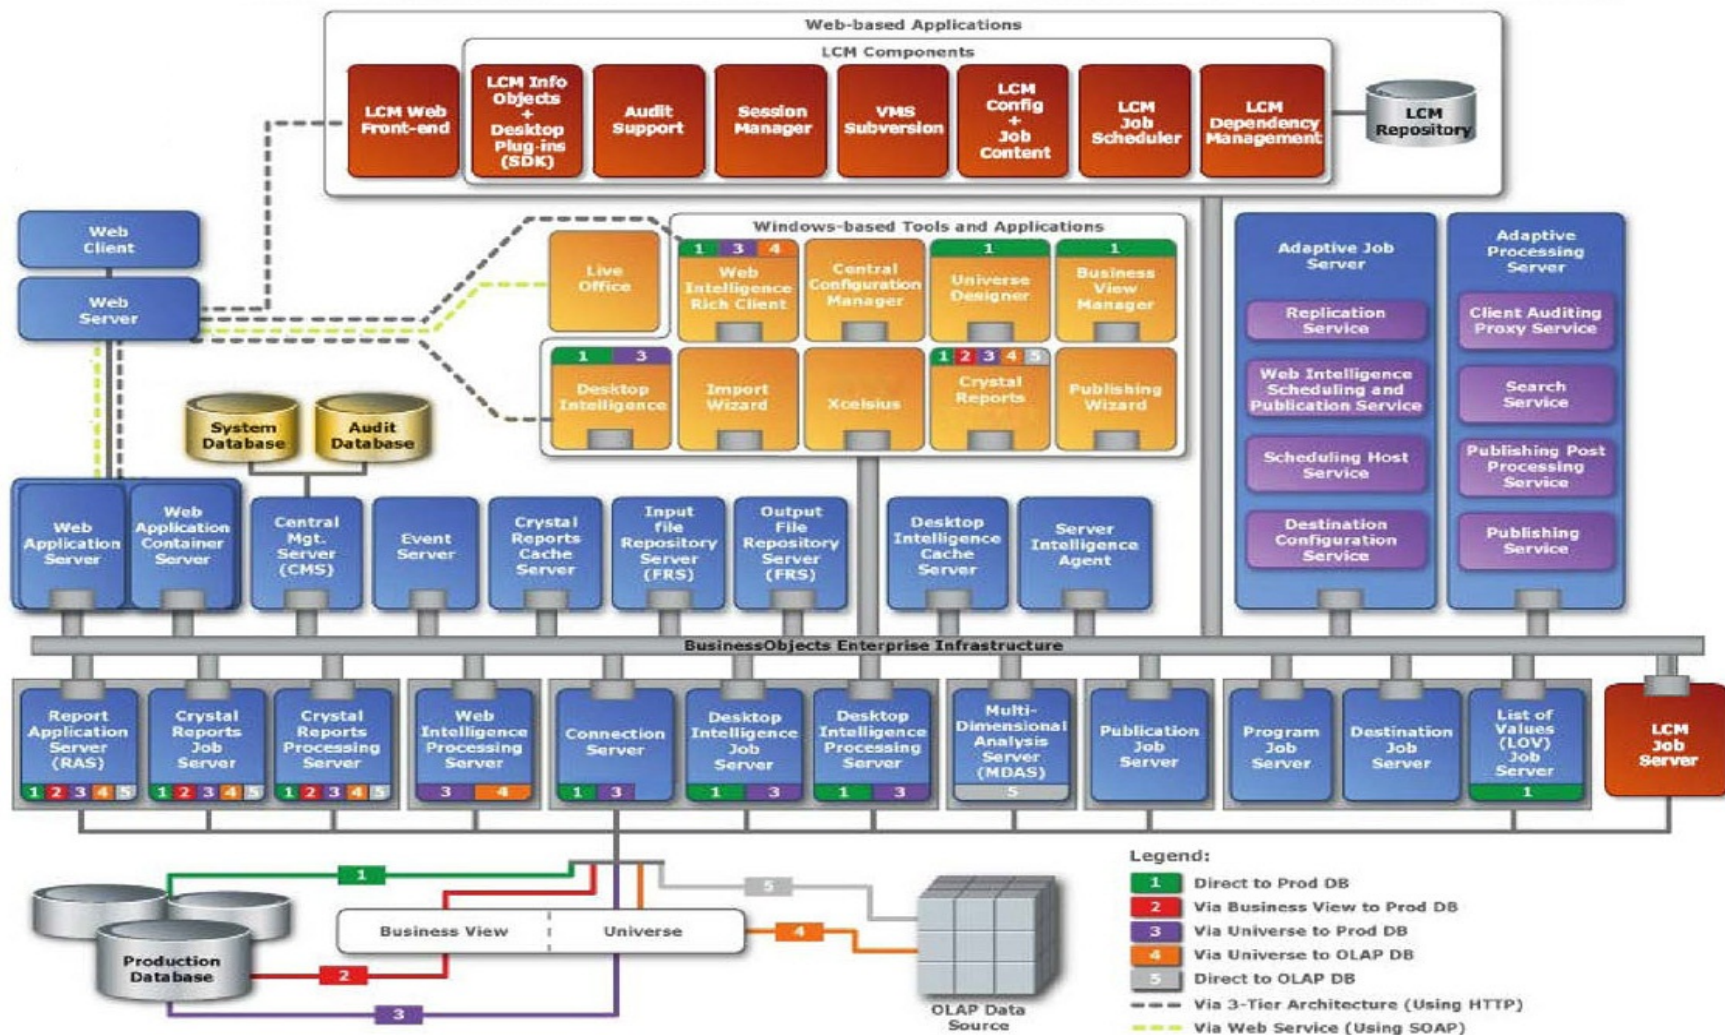 Web-based Applications
LCM Components
LCM Web
Front-end
LCM Info
Objects
+
Desktop
Plug-ins
(SDK)
Audit
Support
Session
Manager
VMS
Subversion
LCM
Config
+
Job
Content
LCM
Job
Scheduler
LCM
Dependency
Management
LCM
Repository
Web
Client
Web
Server
Windows-based Tools and Applications
Live
Office
1 3 4
Web
Intelligence
Rich Client
Central
Configuration
Manager
1
Universe
Designer
1
Business
View
Manager
1 3
Desktop
Intelligence
Import
Wizard
Xcelsius
1 2 3 4 5
Crystal
Reports
Publishing
Wizard
Adaptive Job
Server
Replication
Service
Web Intelligence
Scheduling and
Publication Service
Scheduling Host
Service
Destination
Configuration
Service
Adaptive
Processing
Server
Client Auditing
Proxy Service
Search
Service
Publishing Post
Processing
Service
Publishing
Service
System
Database
Audit
Database
Web
Application
Server
Web
Application
Container
Server
Central
Mgt.
Server
(CMS)
Event
Server
Crystal
Reports
Cache
Server
Input
file
Repository
Server
(FRS)
Output
File
Repository
Server
(FRS)
Desktop
Intelligence
Cache
Server
Server
Intelligence
Agent
BusinessObjects Enterprise Infrastructure
Report
Application
Server
(RAS)
1 2 3 4 5
Crystal
Reports
Job
Server
1 2 3 4 5
Crystal
Reports
Processing
Server
1 2 3 4 5
Web
Intelligence
Processing
Server
3 4
Connection
Server
1 3
Desktop
Intelligence
Job
Server
1 3
Desktop
Intelligence
Processing
Server
1 3
Multi-
Dimensional
Analysis
Server
(MDAS)
5
Publication
Job
Server
Program
Job
Server
Destination
Job
Server
List of
Values
(LOV)
Job
Server
1
LCM
Job
Server
1
5
Business View
Universe
4
Production
Database
2
3
OLAP Data
Source
Legend:
1 Direct to Prod DB
2 Via Business View to Prod DB
3 Via Universe to Prod DB
4 Via Universe to OLAP DB
5 Direct to OLAP DB
Via 3-Tier Architecture (Using HTTP)
Via Web Service (Using SOAP)